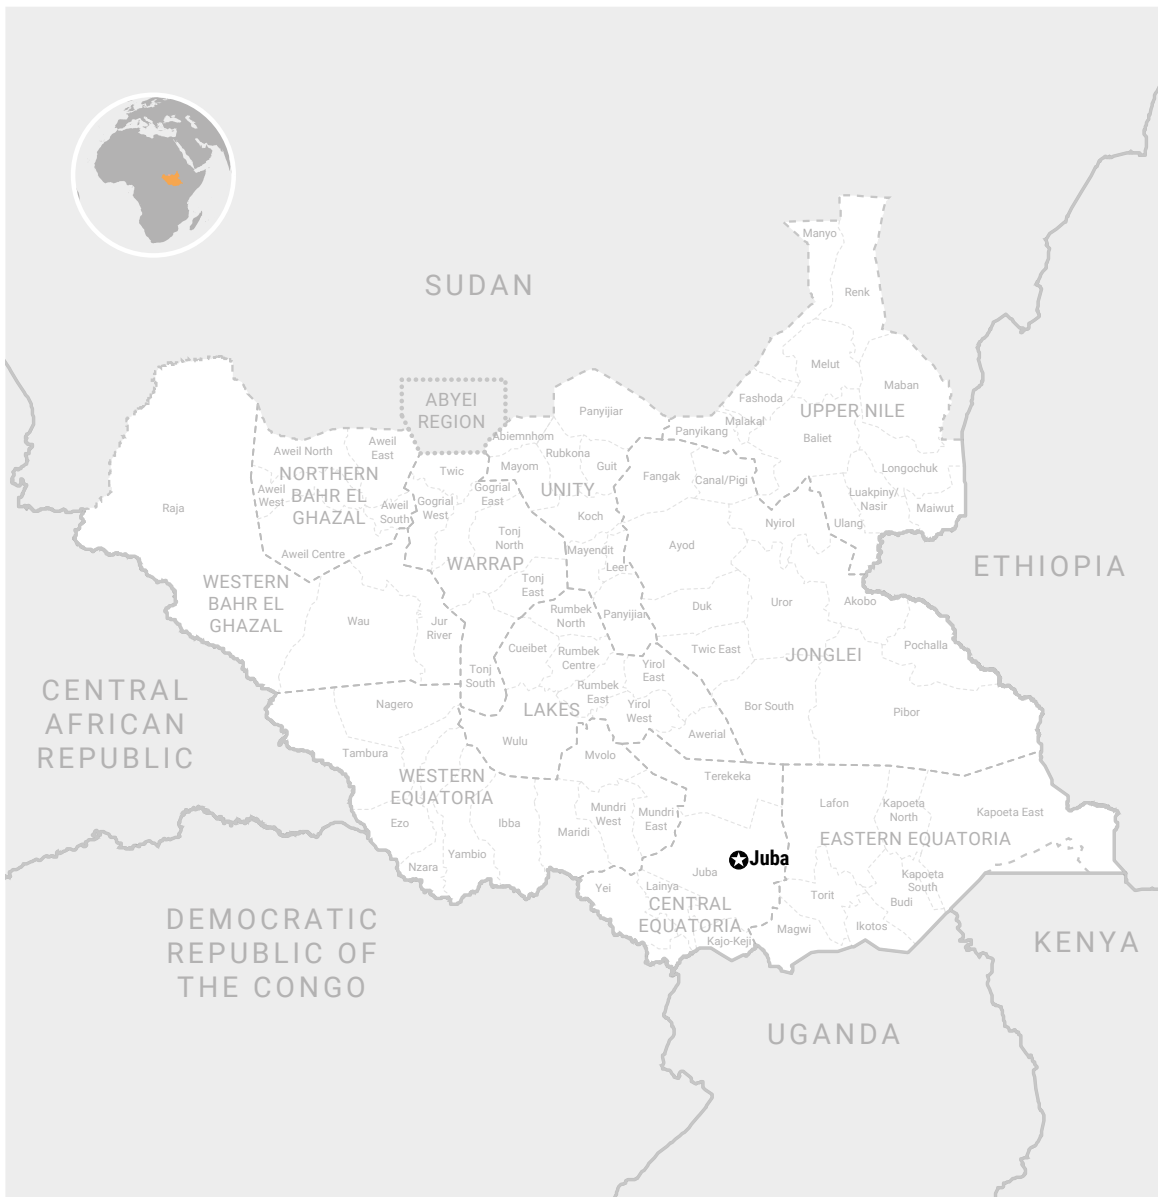 SUDAN
Manyo
Renk
Melut
Maban
Fashoda
UPPER NILE
Malakal
Panyikang
Baliet
Longochuk
Luakpiny/
Nasir
Maiwut
Ulang
ABYEI
REGION
Panyijiar
Abiemnhom
Rubkona
Mayom
Guit
UNITY
Koch
Mayendit
Leer
Panyijiar
Aweil North
Aweil
East
NORTHERN
BAHR EL
GHAZAL
Aweil
West
Aweil
South
Aweil Centre
Raja
WESTERN
BAHR EL
GHAZAL
Wau
Jur
River
Twic
Gogrial
West
Gogrial
East
Tonj
North
WARRAP
Tonj
East
Tonj
South
Fangak
Canal/Pigi
Nyirol
Ayod
Duk
Uror
Akobo
Twic East
JONGLEI
Pochalla
Bor South
Pibor
ETHIOPIA
Rumbek
North
Cueibet
Rumbek
Centre
Rumbek
East
Yirol
East
Yirol
West
LAKES
Wulu
Awerial
CENTRAL
AFRICAN
REPUBLIC
Nagero
Tambura
WESTERN
EQUATORIA
Ezo
Nzara
Yambio
Ibba
Maridi
Mvolo
Mundri
West
Mundri
East
Terekeka
Juba
Juba
Yei
Lainya
CENTRAL
EQUATORIA
Kajo-Keji
Lafon
Kapoeta
North
Kapoeta East
EASTERN EQUATORIA
Kapoeta
South
Torit
Budi
Ikotos
Magwi
DEMOCRATIC
REPUBLIC OF
THE CONGO
UGANDA
KENYA